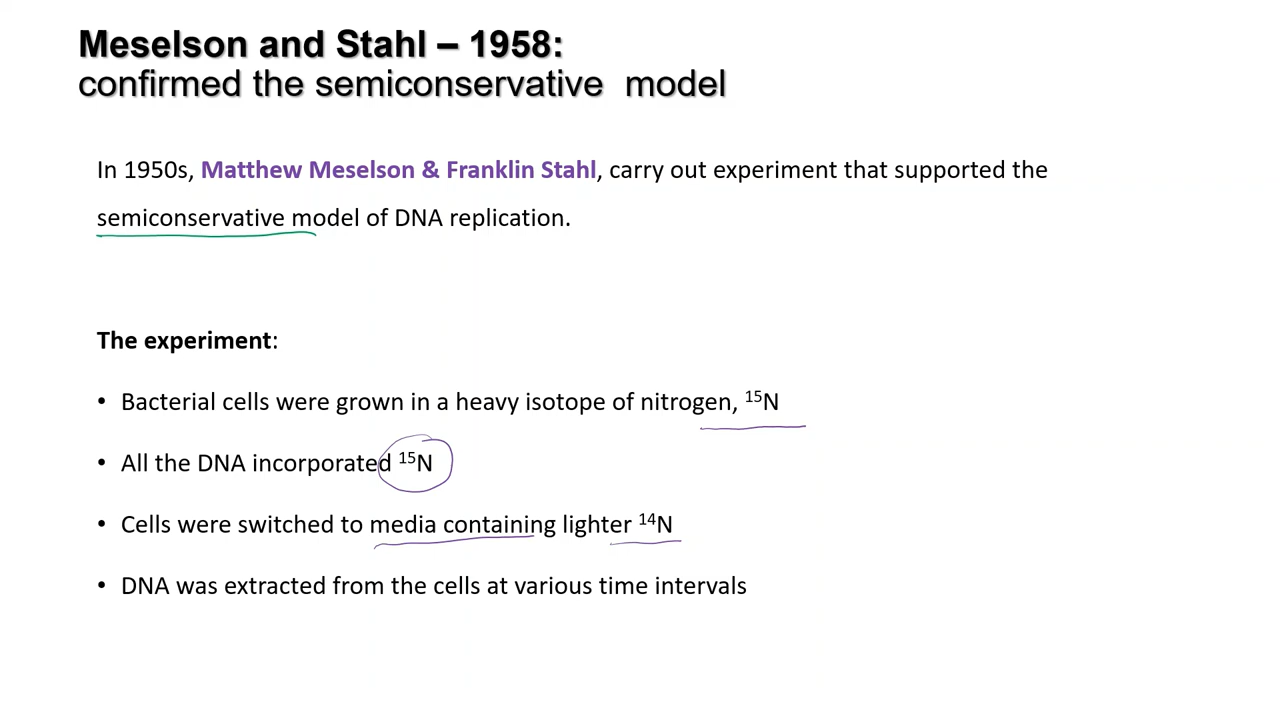 Meselson and Stahl – 1958:
confirmed the semiconservative model
In 1950s, Matthew Meselson & Franklin Stahl, carry out experiment that supported the
semiconservative model of DNA replication.
The experiment:
• Bacterial cells were grown in a heavy isotope of nitrogen, ¹⁵N
• All the DNA incorporated ¹⁵N
• Cells were switched to media containing lighter ¹⁴N
• DNA was extracted from the cells at various time intervals